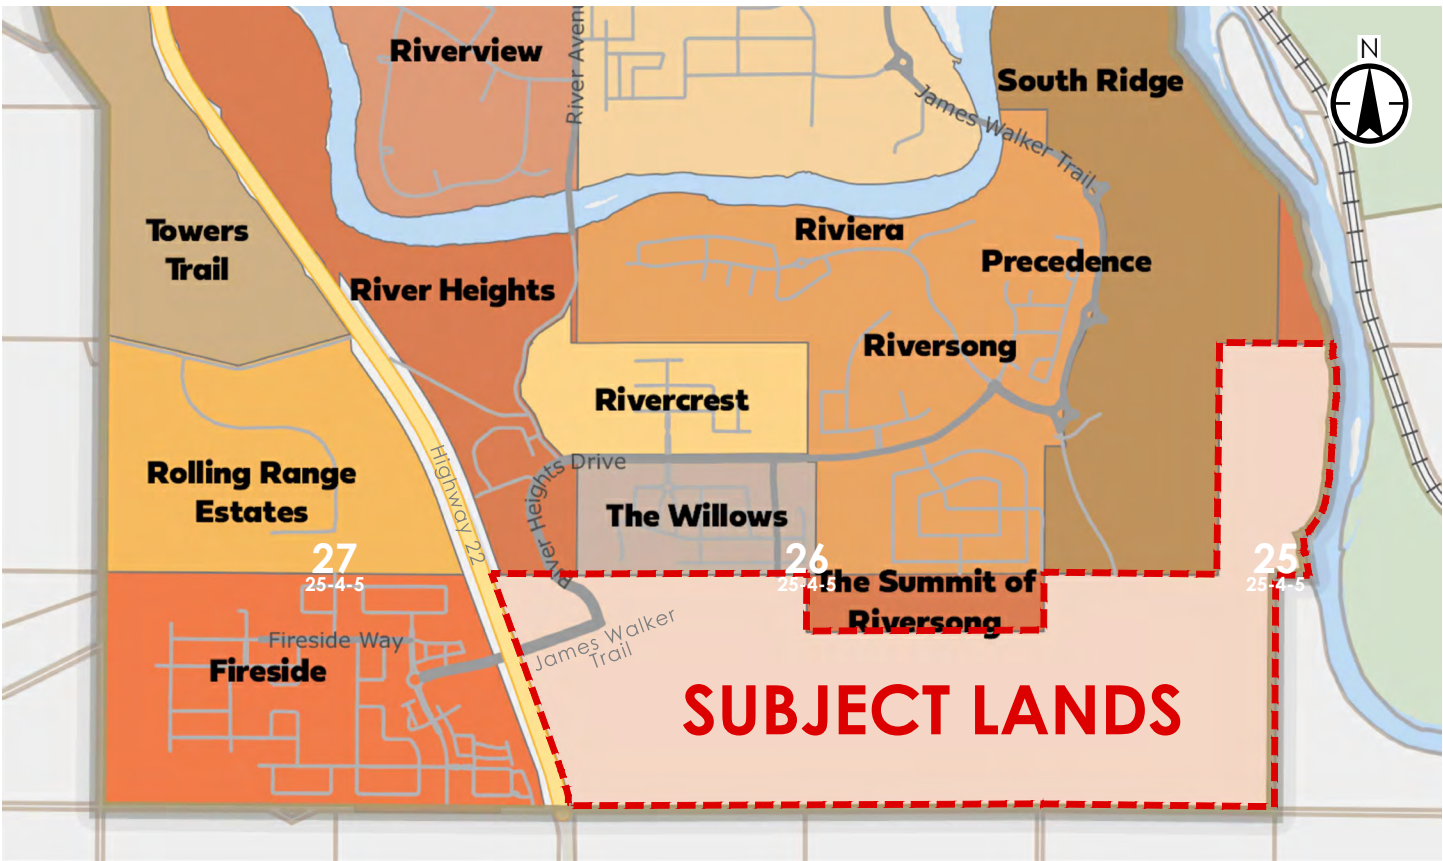 Riverview
River Avenu
South Ridge
N
James Walker Trail
Towers
Trail
Riviera
Precedence
River Heights
Riversong
Rivercrest
River Heights Drive
Highway 22
Rolling Range
Estates
The Willows
27
25-4-5
26
25-4-5
25
25-4-5
The Summit of
Riversong
James Walker
Trail
Fireside Way
Fireside
SUBJECT LANDS